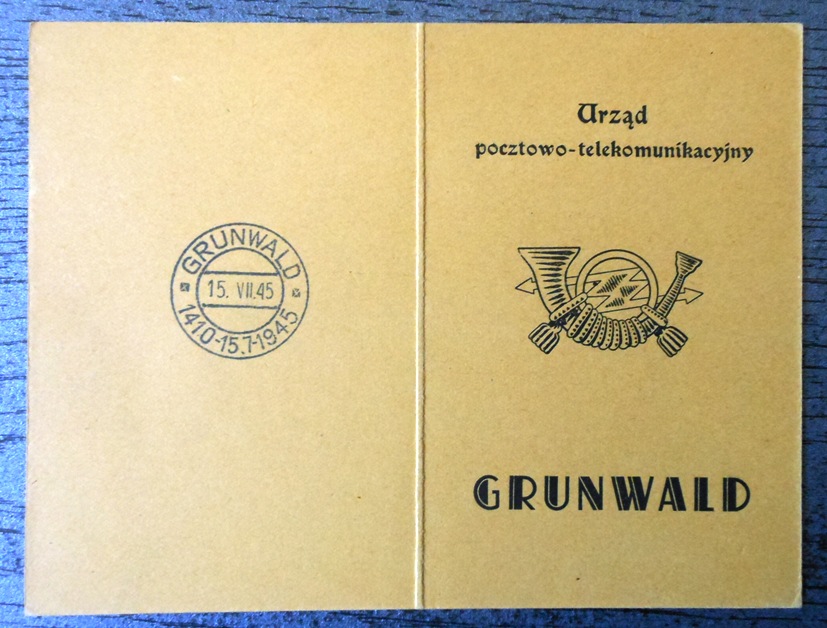 GRUNWALD
15. VII.45
1410-15.7-1945
Urząd
pocztowo-telekomunikacyjny
GRUNWALD